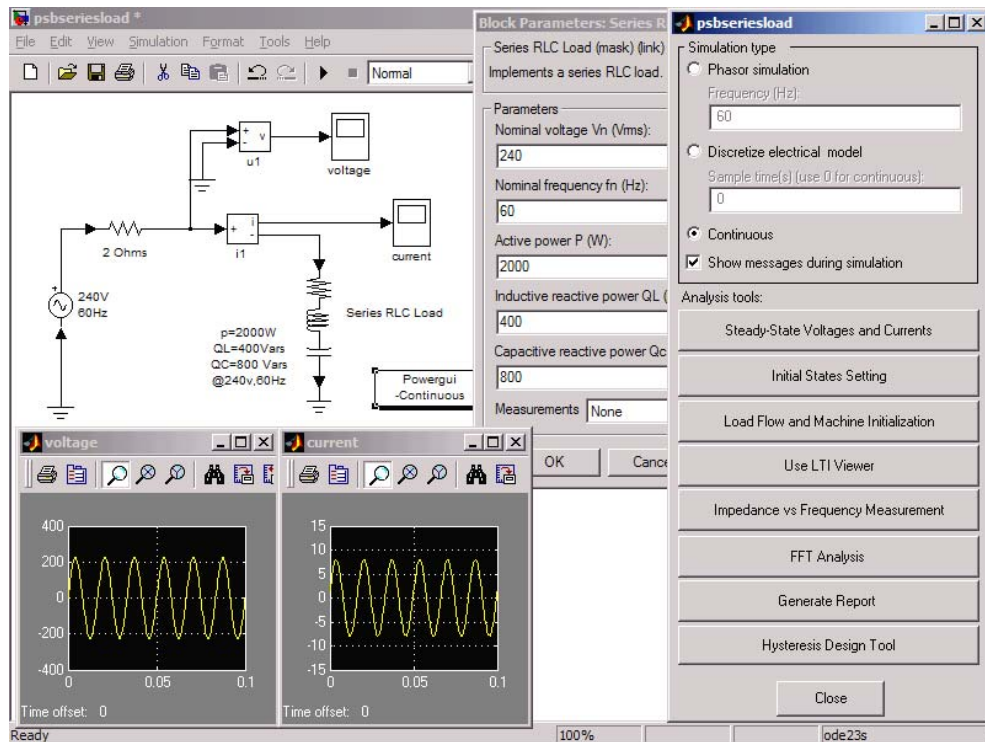 psbseriesload *
File Edit View Simulation Format Tools Help
Normal
+
-
v
u1
voltage
2 Ohms
+
i
-
i1
current
+
240V
60Hz
Series RLC Load
p=2000W
QL=400Vars
QC=800 Vars
@240v,60Hz
Powergui
-Continuous
Block Parameters: Series R
Series RLC Load (mask) (link)
Implements a series RLC load.
Parameters
Nominal voltage Vn (Vrms):
240
Nominal frequency fn (Hz):
60
Active power P (W):
2000
Inductive reactive power QL (
400
Capacitive reactive power Qc
800
Measurements None
OK Cance
psbseriesload
Simulation type
Phasor simulation
Frequency (Hz):
60
Discretize electrical model
Sample time(s) (use 0 for continuous):
0
Continuous
Show messages during simulation
Analysis tools:
Steady-State Voltages and Currents
Initial States Setting
Load Flow and Machine Initialization
Use LTI Viewer
Impedance vs Frequency Measurement
FFT Analysis
Generate Report
Hysteresis Design Tool
Close
voltage
400
200
0
-200
-400
0 0.05 0.1
Time offset: 0
current
15
10
5
0
-5
-10
-15
0 0.05 0.1
Time offset: 0
Ready 100% ode23s